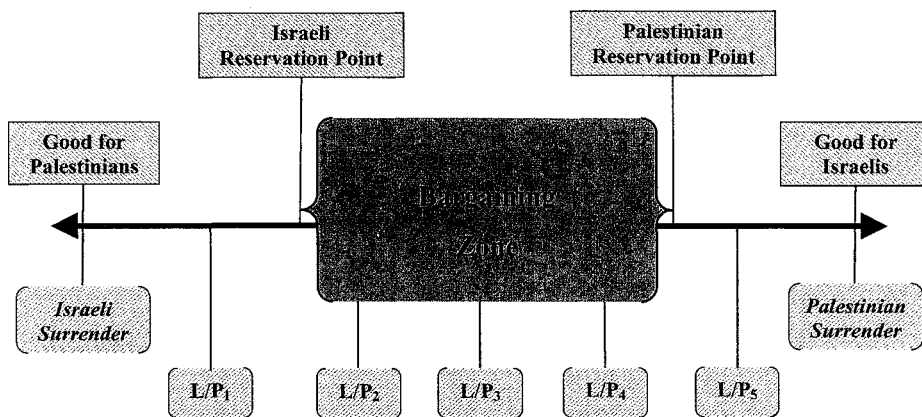 Israeli
Reservation Point
Palestinian
Reservation Point
Good for
Palestinians
Good for
Israelis
Bargaining
Zone
Israeli
Surrender
Palestinian
Surrender
L/P₁
L/P₂
L/P₃
L/P₄
L/P₅